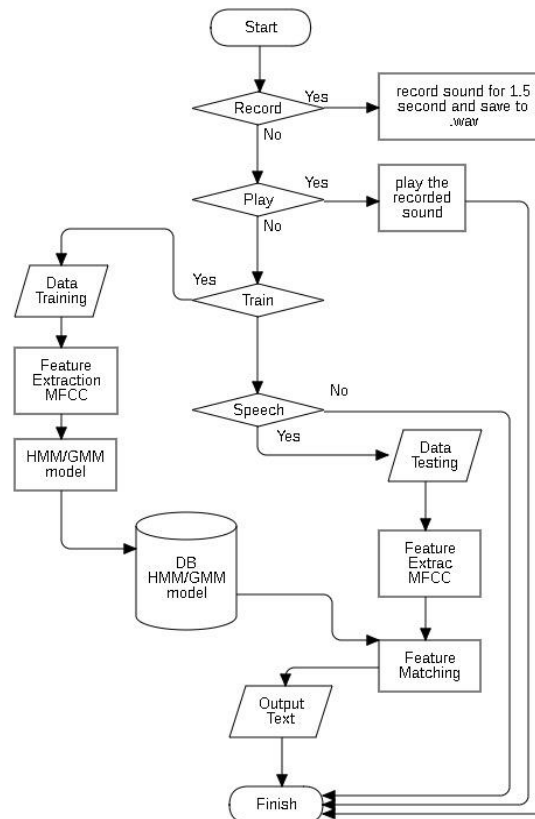 Start
Record
Yes
record sound for 1.5
second and save to
.wav
No
Play
Yes
play the
recorded
sound
No
Train
Yes
Data
Training
Feature
Extraction
MFCC
HMM/GMM
model
Speech
No
Yes
Data
Testing
DB
HMM/GMM
model
Feature
Extrac
MFCC
Feature
Matching
Output
Text
Finish